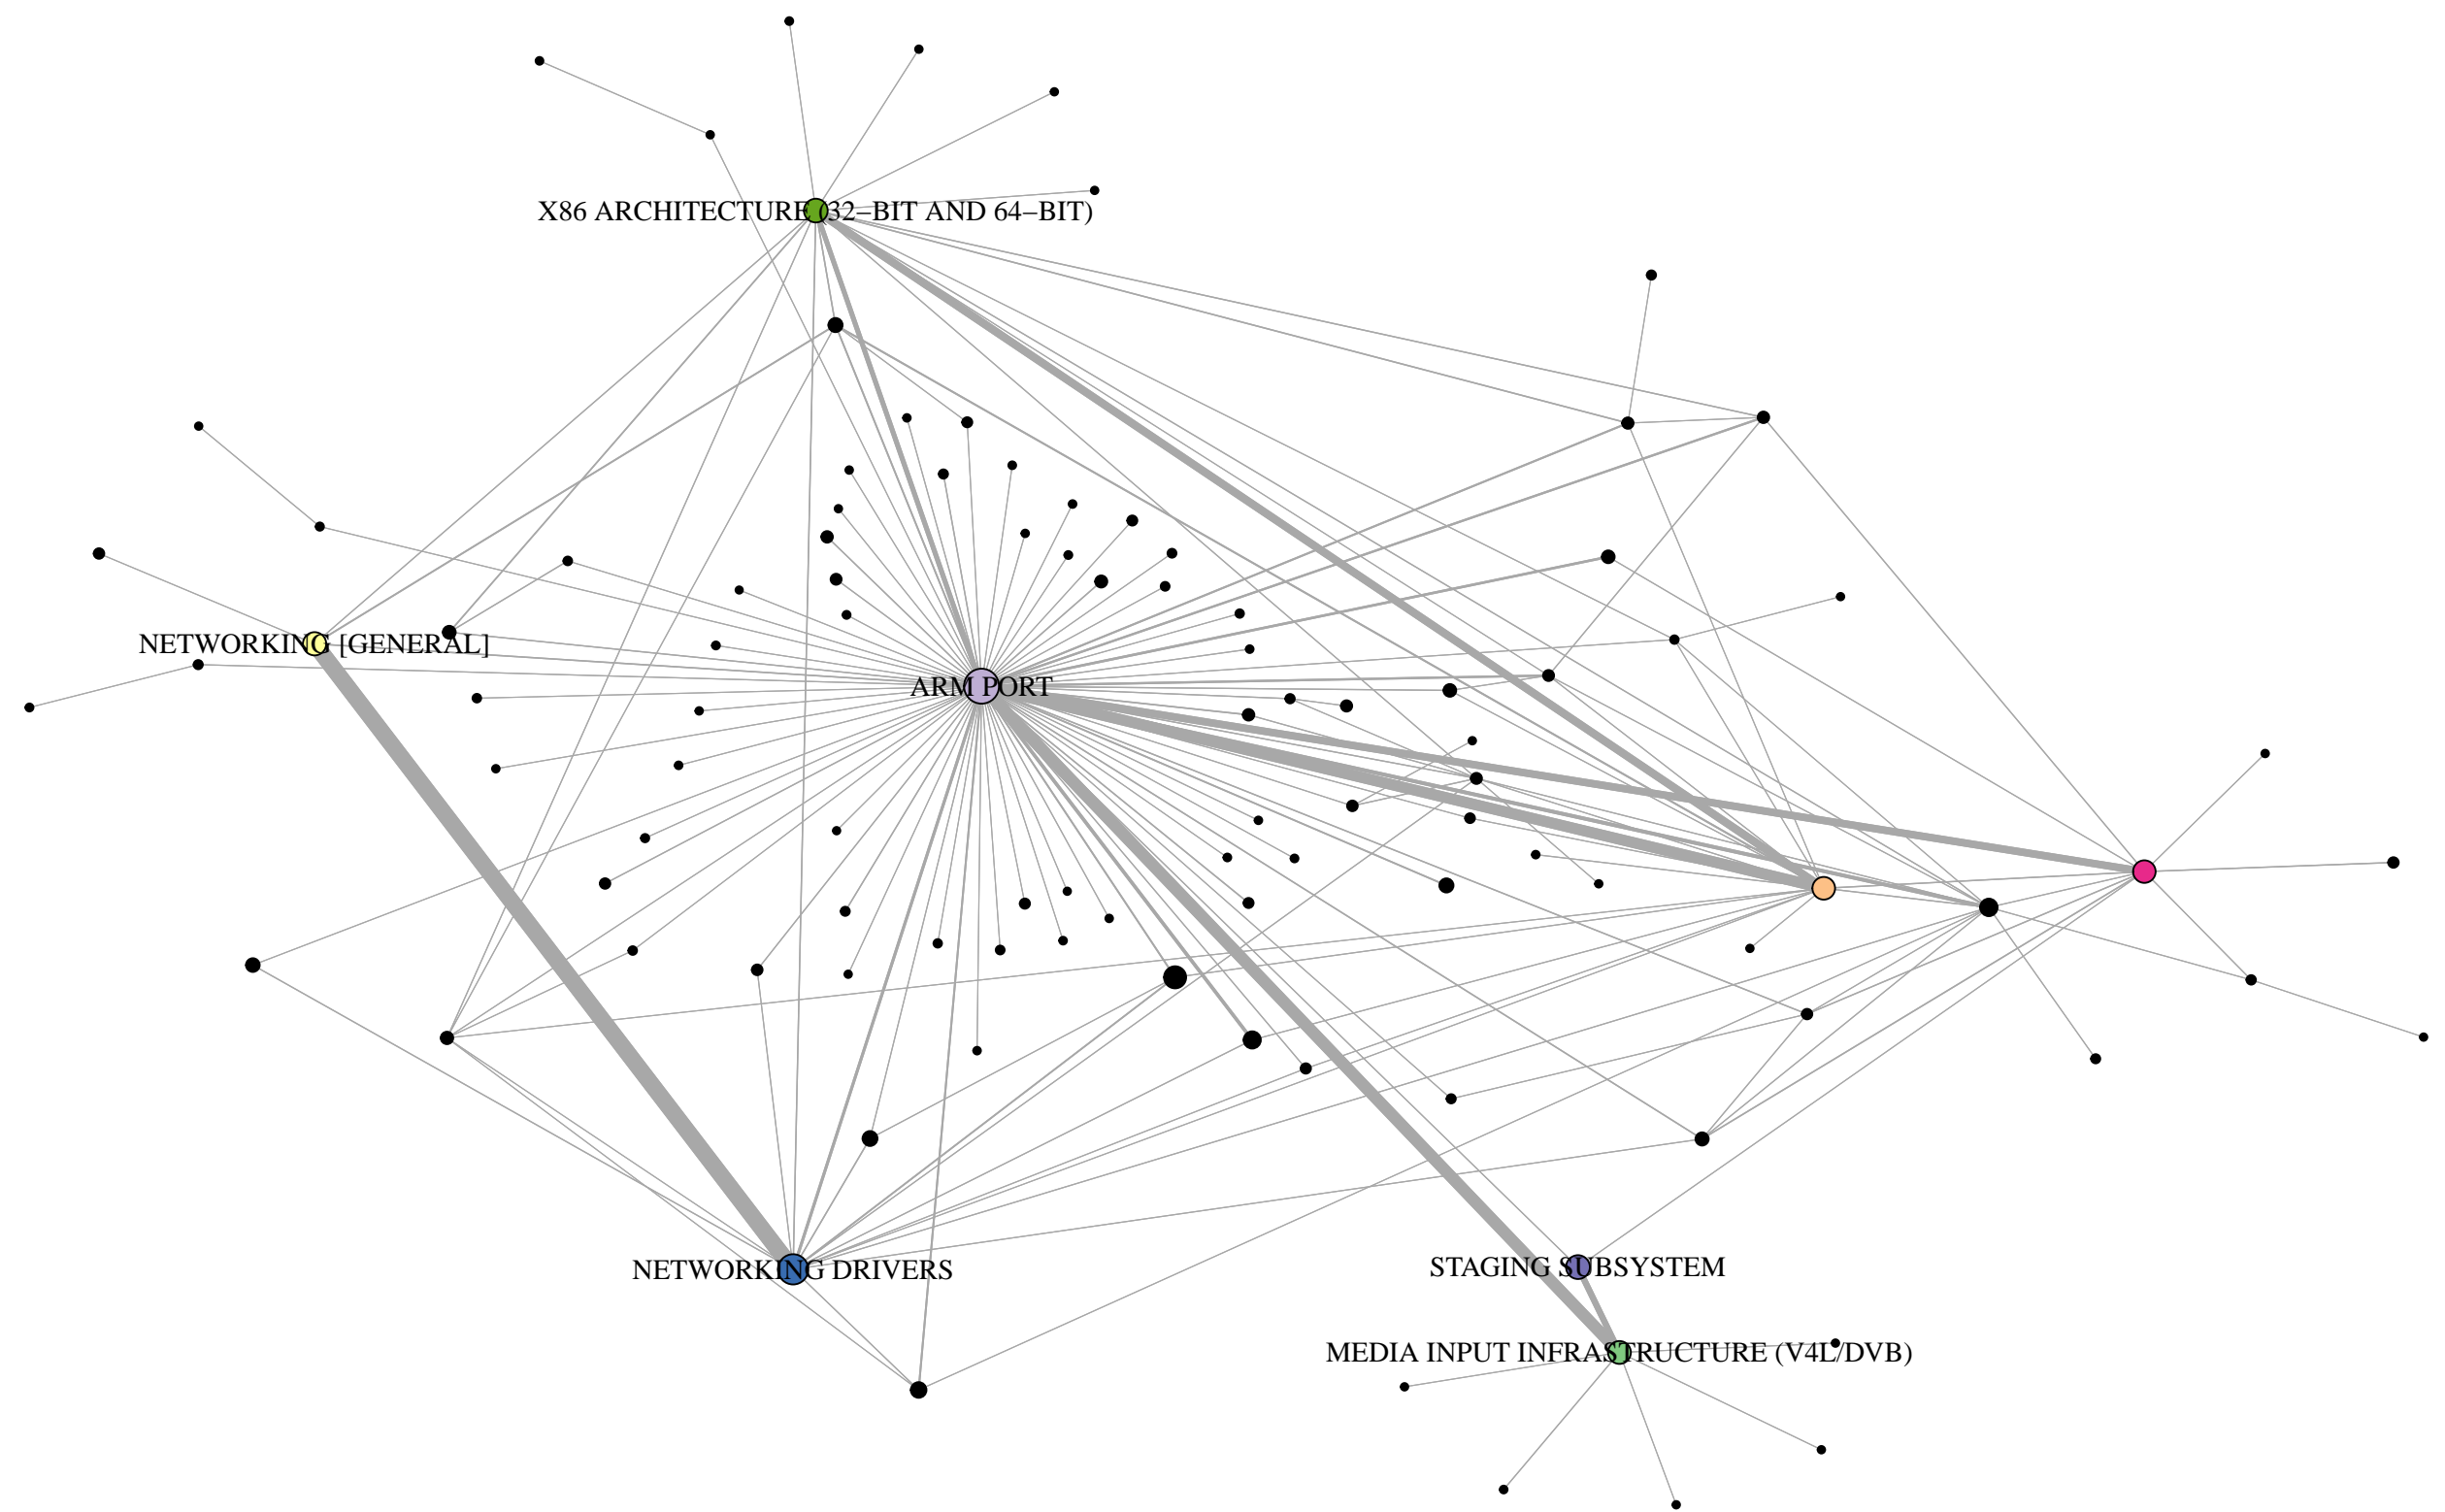 X86 ARCHITECTURE (32−BIT AND 64−BIT)
NETWORKING [GENERAL]
ARM PORT
NETWORKING DRIVERS
STAGING SUBSYSTEM
MEDIA INPUT INFRASTRUCTURE (V4L/DVB)